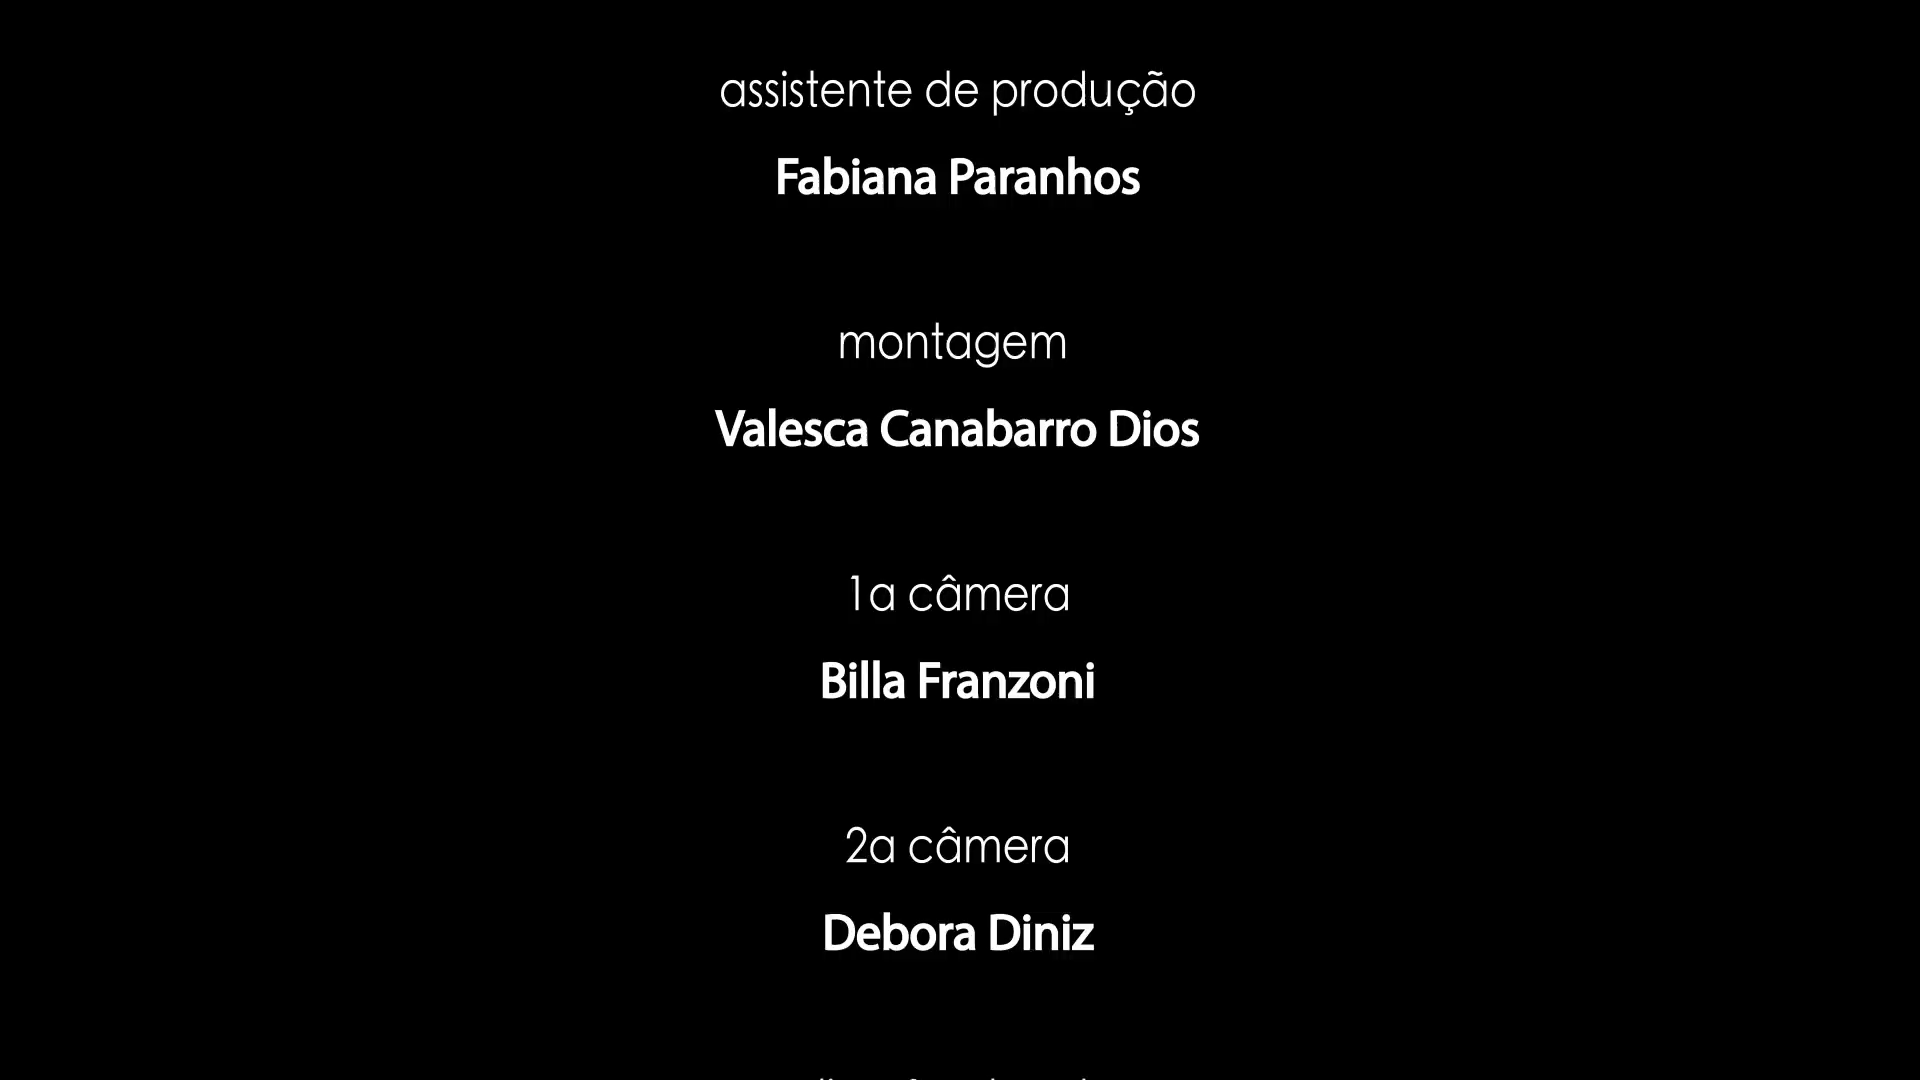 assistente de produção
Fabiana Paranhos
montagem
Valesca Canabarro Dios
1a câmera
Billa Franzoni
2a câmera
Debora Diniz